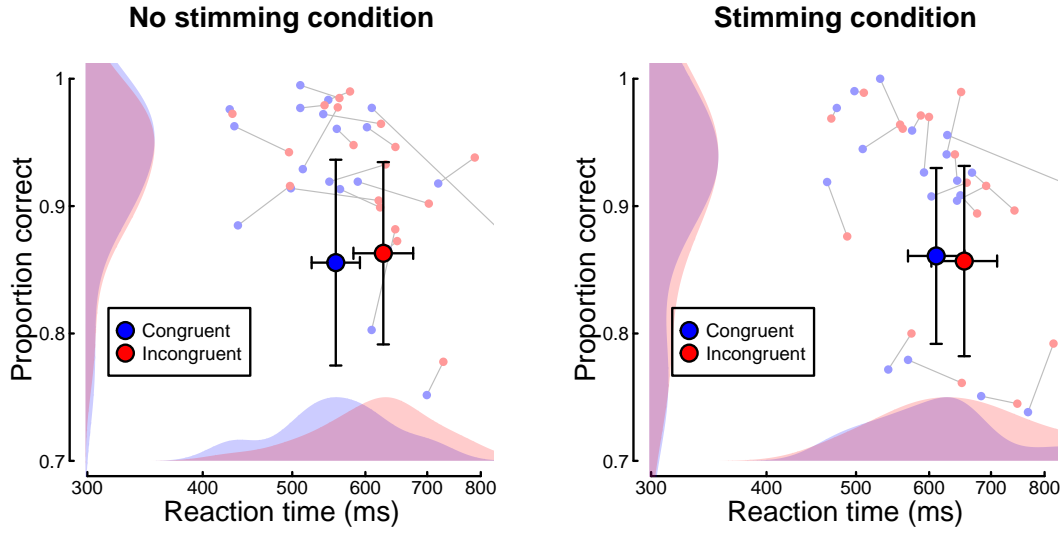 No stimming condition
Proportion correct
1
0.9
0.8
0.7
Congruent
Incongruent
300
400
500
600
700
800
Reaction time (ms)
Stimming condition
Proportion correct
1
0.9
0.8
0.7
Congruent
Incongruent
300
400
500
600
700
800
Reaction time (ms)